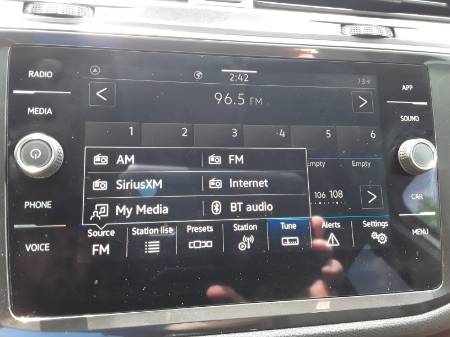 RADIO
MEDIA
PHONE
VOICE
2:42
73°F
96.5 FM
1 2 3 4 5 6
AM FM
SiriusXM Internet
My Media BT audio
Empty Empty
106 108
Source Station list Presets Station Tune Alerts Settings
FM
APP
SOUND
CAR
MENU